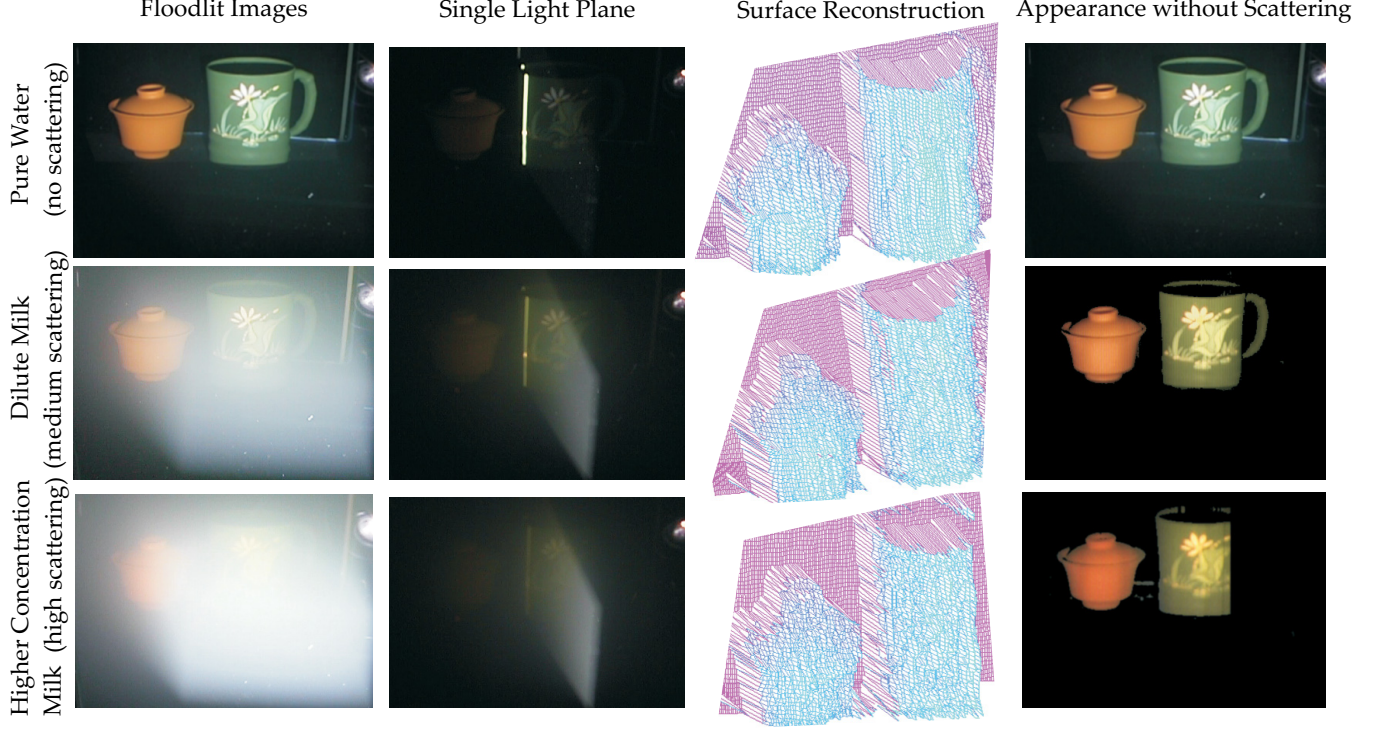 Floodlit Images
Single Light Plane
Surface Reconstruction
Appearance without Scattering
Pure Water
(no scattering)
Dilute Milk
(medium scattering)
Higher Concentration
Milk (high scattering)